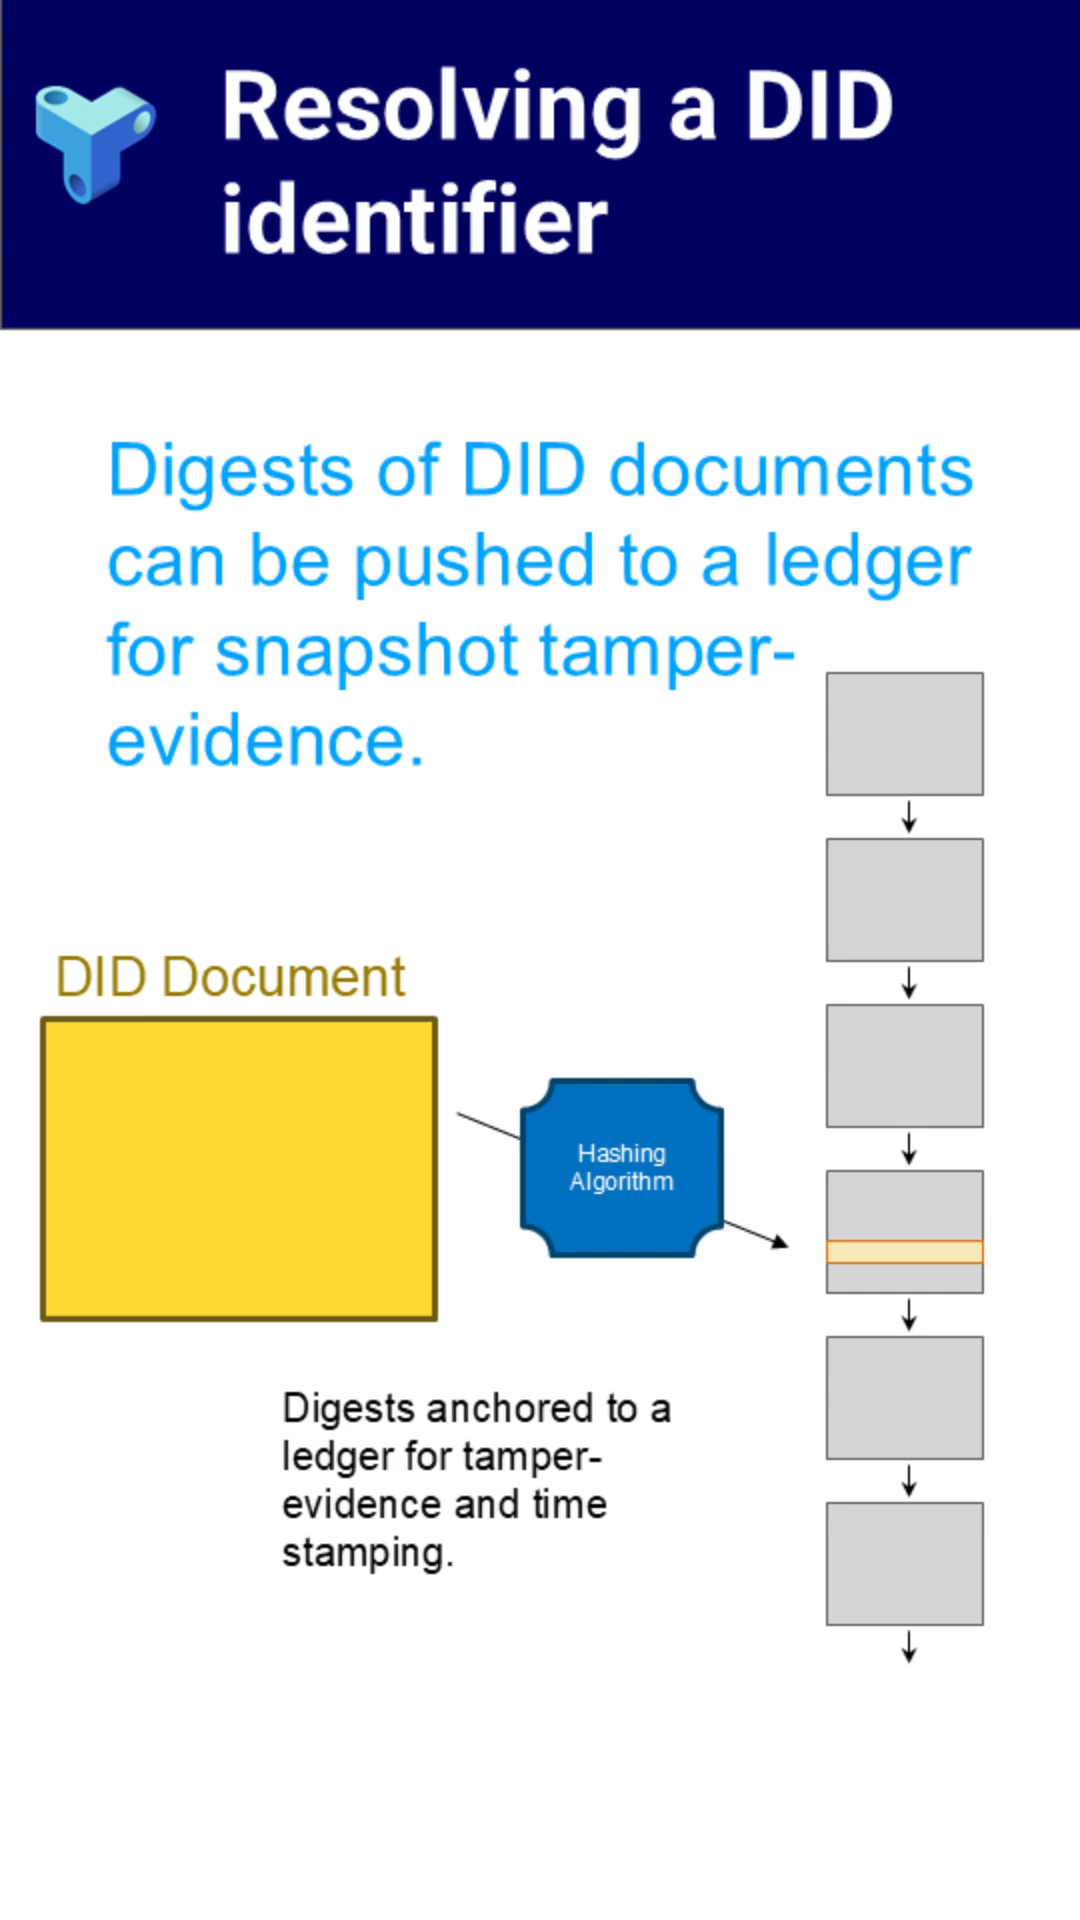 Resolving a DID
identifier
Digests of DID documents
can be pushed to a ledger
for snapshot tamper-
evidence.
DID Document
Hashing
Algorithm
Digests anchored to a
ledger for tamper-
evidence and time
stamping.